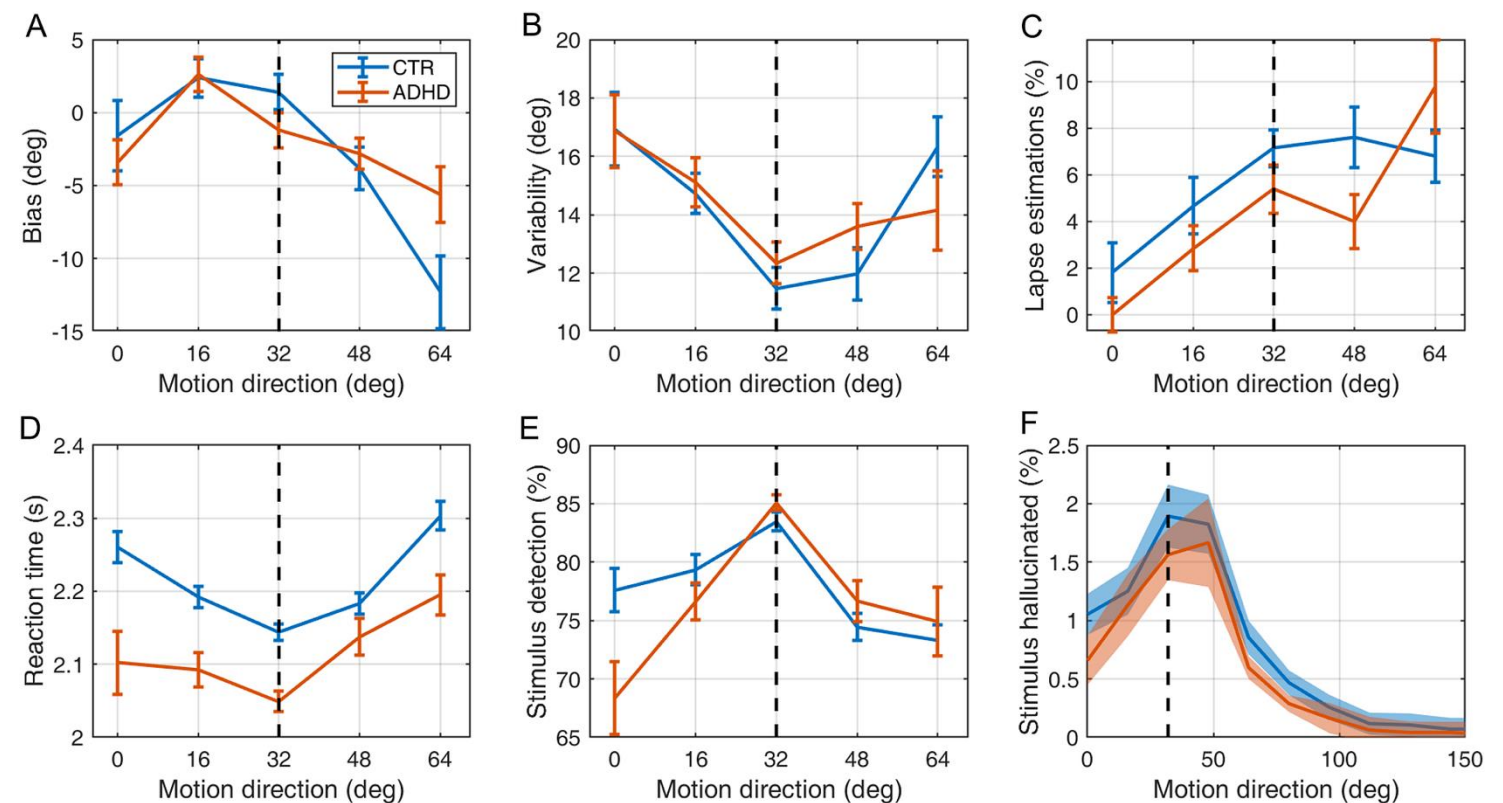 A
5
0
-5
-10
-15
Bias (deg)
CTR
ADHD
0 16 32 48 64
Motion direction (deg)
B
20
18
16
14
12
10
Variability (deg)
0 16 32 48 64
Motion direction (deg)
C
10
8
6
4
2
0
Lapse estimations (%)
0 16 32 48 64
Motion direction (deg)
D
2.4
2.3
2.2
2.1
2
Reaction time (s)
0 16 32 48 64
Motion direction (deg)
E
90
85
80
75
70
65
Stimulus detection (%)
0 16 32 48 64
Motion direction (deg)
F
2.5
2
1.5
1
0.5
0
Stimulus hallucinated (%)
0 50 100 150
Motion direction (deg)